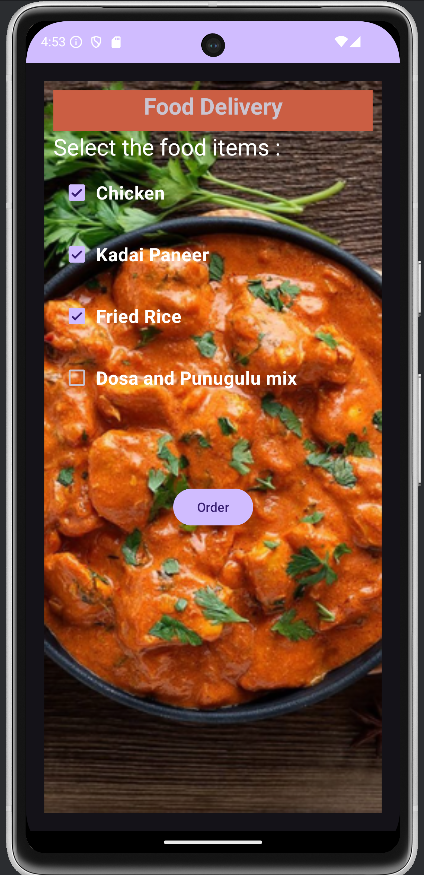 4:53
Food Delivery
Select the food items :
Chicken
Kadai Paneer
Fried Rice
Dosa and Punugulu mix
Order